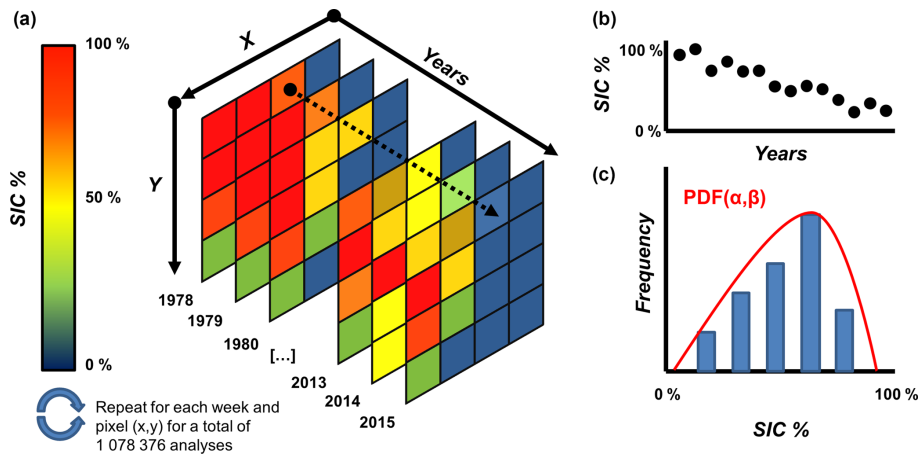 (a)
100 %
SIC %
50 %
0 %
X
Years
Y
1978
1979
1980
[...]
2013
2014
2015
Repeat for each week and
pixel (x,y) for a total of
1 078 376 analyses
(b)
100 %
SIC %
0 %
Years
(c)
PDF(α,β)
Frequency
0 %
100 %
SIC %